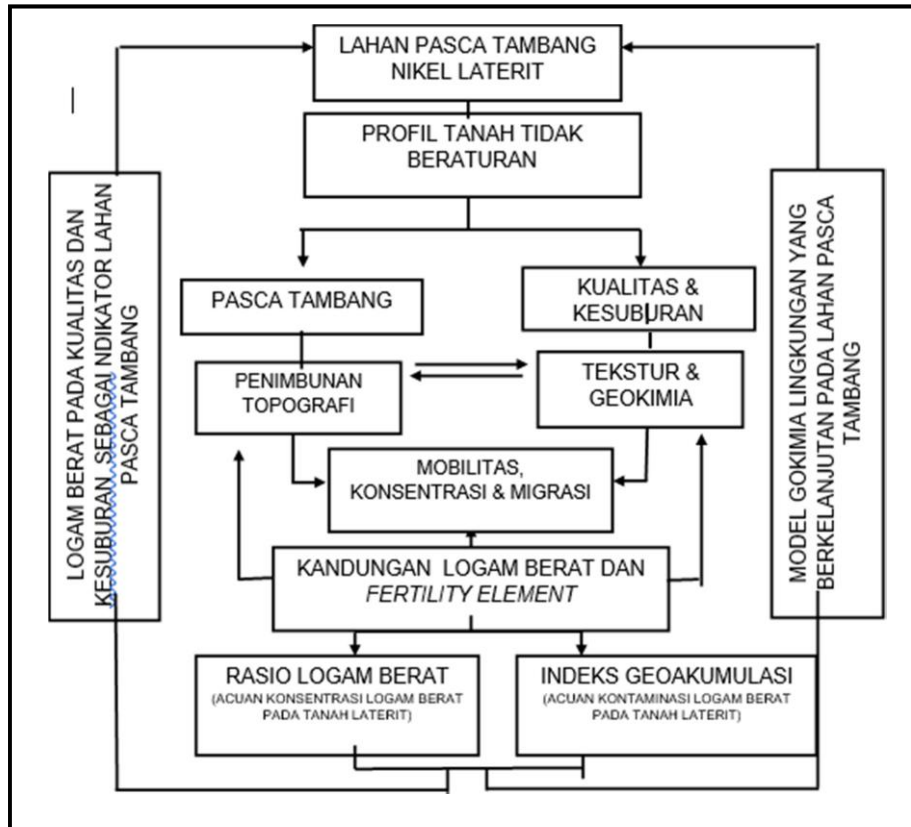 LAHAN PASCA TAMBANG
NIKEL LATERIT
PROFIL TANAH TIDAK
BERATURAN
LOGAM BERAT PADA KUALITAS DAN
KESUBURAN SEBAGAI NDIKATOR LAHAN
PASCA TAMBANG
PASCA TAMBANG
KUALITAS &
KESUBURAN
PENIMBUNAN
TOPOGRAFI
TEKSTUR &
GEOKIMIA
MOBILITAS,
KONSENTRASI & MIGRASI
KANDUNGAN LOGAM BERAT DAN
FERTILITY ELEMENT
RASIO LOGAM BERAT
(ACUAN KONSENTRASI LOGAM BERAT
PADA TANAH LATERIT)
INDEKS GEOAKUMULASI
(ACUAN KONTAMINASI LOGAM BERAT
PADA TANAH LATERIT)
MODEL GOKIMIA LINGKUNGAN YANG
BERKELANJUTAN PADA LAHAN PASCA
TAMBANG